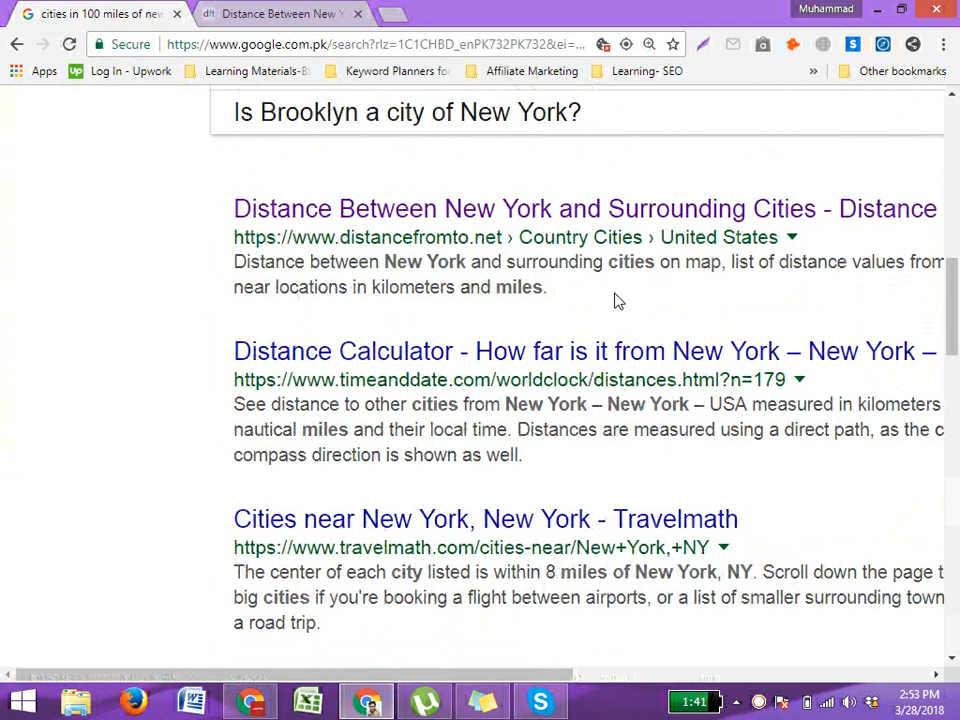 cities in 100 miles of new
Distance Between New Y
Muhammad
Secure
https://www.google.com.pk/search?rlz=1C1CHBD_enPK732PK732&ei=...
Apps
Up
Log In - Upwork
Learning Materials-Bl
Keyword Planners fo
Affiliate Marketing
Learning- SEO
»
Other bookmarks
Is Brooklyn a city of New York?
Distance Between New York and Surrounding Cities - Distance
https://www.distancefromto.net › Country Cities › United States
Distance between New York and surrounding cities on map, list of distance values from
near locations in kilometers and miles.
Distance Calculator - How far is it from New York – New York –
https://www.timeanddate.com/worldclock/distances.html?n=179
See distance to other cities from New York – New York – USA measured in kilometers
nautical miles and their local time. Distances are measured using a direct path, as the c
compass direction is shown as well.
Cities near New York, New York - Travelmath
https://www.travelmath.com/cities-near/New+York,+NY
The center of each city listed is within 8 miles of New York, NY. Scroll down the page t
big cities if you're booking a flight between airports, or a list of smaller surrounding town
a road trip.
1:41
2:53 PM
3/28/2018